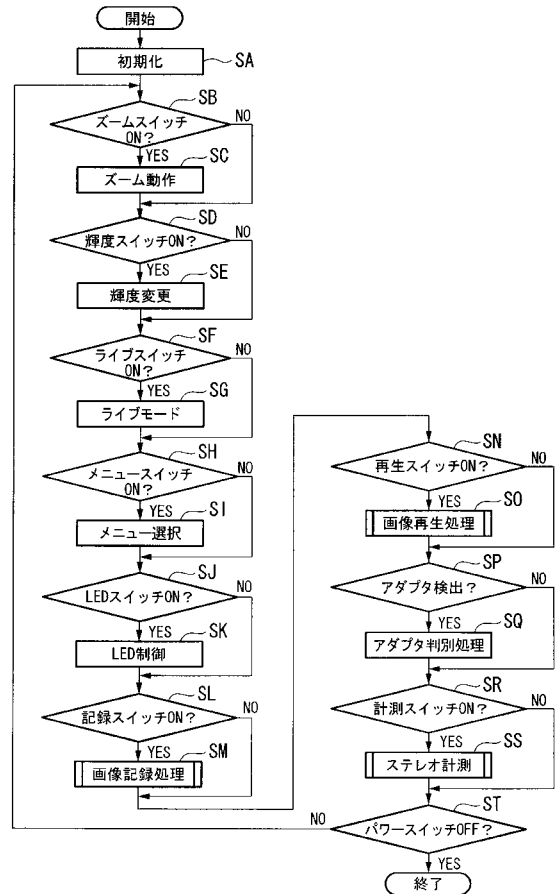 開始
初期化
SA
SB
ズームスイッチ
ON?
NO
YES
SC
ズーム動作
SD
輝度スイッチON?
NO
YES
SE
輝度変更
SF
ライブスイッチ
ON?
NO
YES
SG
ライブモード
SH
メニュースイッチ
ON?
NO
YES
SI
メニュー選択
SJ
LEDスイッチON?
NO
YES
SK
LED制御
SL
記録スイッチON?
NO
YES
SM
画像記録処理
SN
再生スイッチON?
NO
YES
SO
画像再生処理
SP
アダプタ検出?
NO
YES
SQ
アダプタ判別処理
SR
計測スイッチON?
NO
YES
SS
ステレオ計測
ST
NO
パワースイッチOFF?
YES
終了